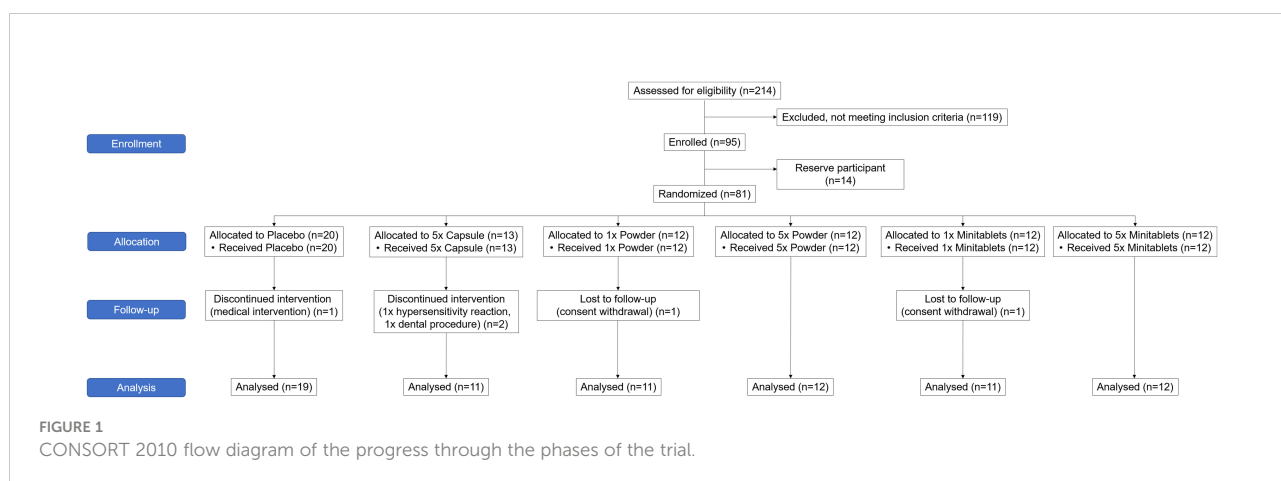 Assessed for eligibility (n=214)
Excluded, not meeting inclusion criteria (n=119)
Enrollment
Enrolled (n=95)
Reserve participant
(n=14)
Randomized (n=81)
Allocation
Allocated to Placebo (n=20)
• Received Placebo (n=20)
Allocated to 5x Capsule (n=13)
• Received 5x Capsule (n=13)
Allocated to 1x Powder (n=12)
• Received 1x Powder (n=12)
Allocated to 5x Powder (n=12)
• Received 5x Powder (n=12)
Allocated to 1x Minitablets (n=12)
• Received 1x Minitablets (n=12)
Allocated to 5x Minitablets (n=12)
• Received 5x Minitablets (n=12)
Follow-up
Discontinued intervention
(medical intervention) (n=1)
Discontinued intervention
(1x hypersensitivity reaction,
1x dental procedure) (n=2)
Lost to follow-up
(consent withdrawal) (n=1)
Lost to follow-up
(consent withdrawal) (n=1)
Analysis
Analysed (n=19)
Analysed (n=11)
Analysed (n=11)
Analysed (n=12)
Analysed (n=11)
Analysed (n=12)
FIGURE 1
CONSORT 2010 flow diagram of the progress through the phases of the trial.